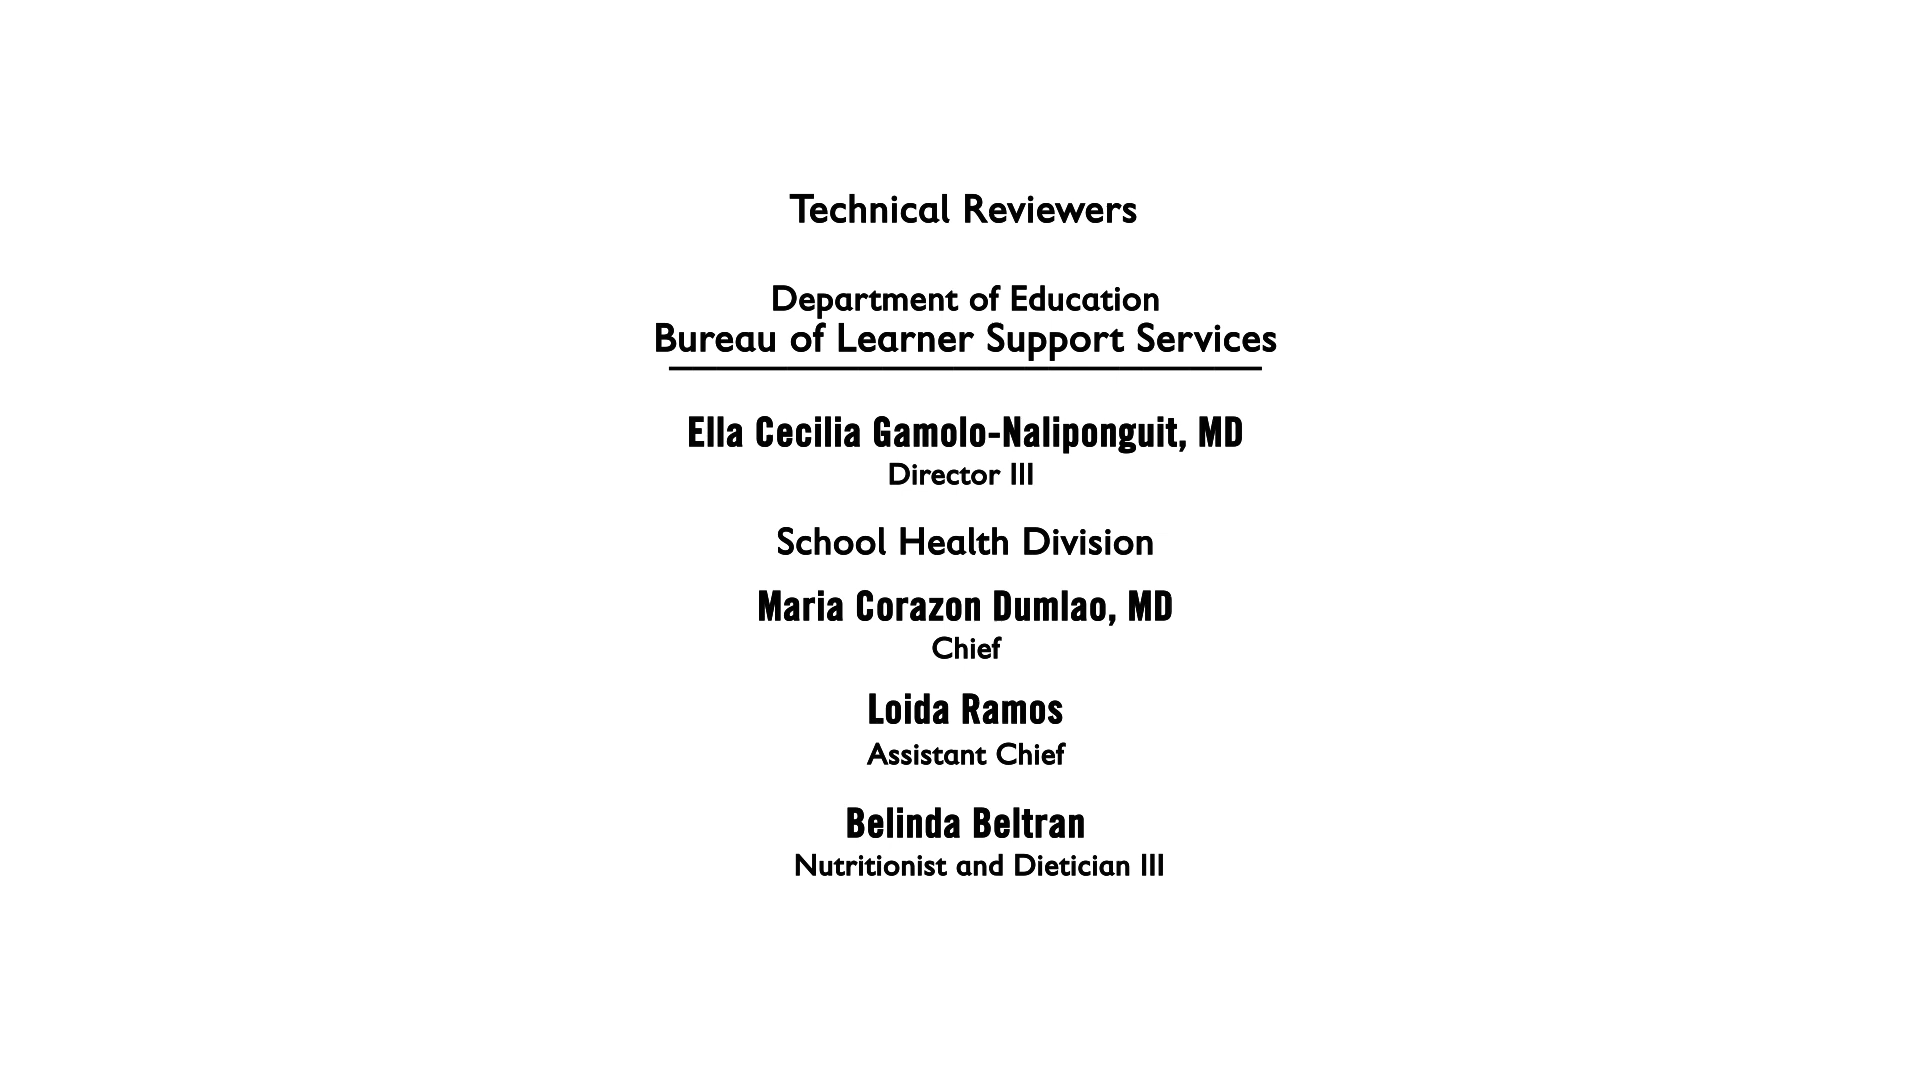 Technical Reviewers
Department of Education
Bureau of Learner Support Services
Ella Cecilia Gamolo-Naliponguit, MD
Director III
School Health Division
Maria Corazon Dumlao, MD
Chief
Loida Ramos
Assistant Chief
Belinda Beltran
Nutritionist and Dietician III